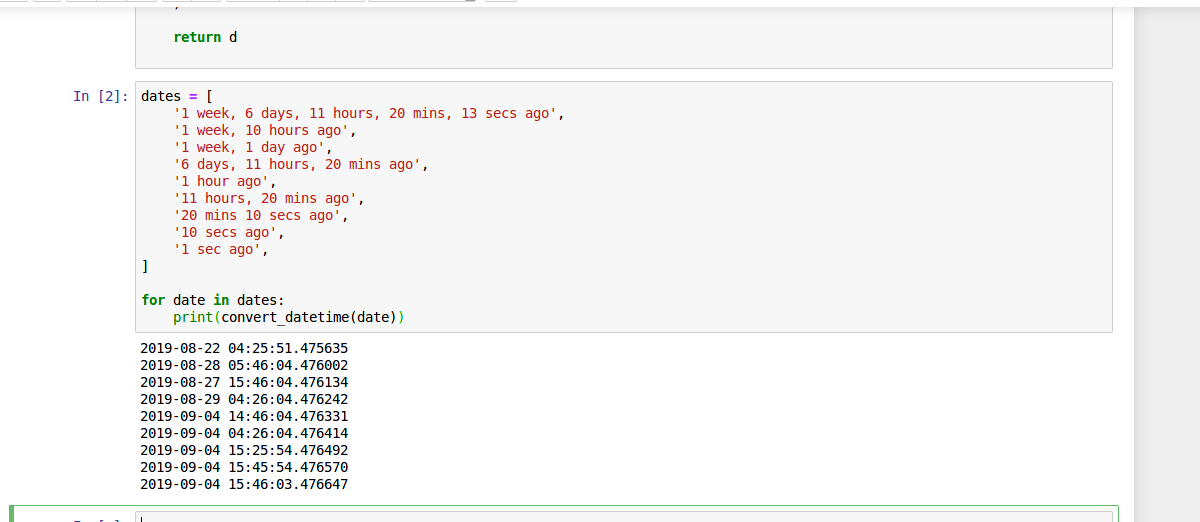 return d
In [2]: dates = [
    '1 week, 6 days, 11 hours, 20 mins, 13 secs ago',
    '1 week, 10 hours ago',
    '1 week, 1 day ago',
    '6 days, 11 hours, 20 mins ago',
    '1 hour ago',
    '11 hours, 20 mins ago',
    '20 mins 10 secs ago',
    '10 secs ago',
    '1 sec ago',
]
for date in dates:
    print(convert_datetime(date))
2019-08-22 04:25:51.475635
2019-08-28 05:46:04.476002
2019-08-27 15:46:04.476134
2019-08-29 04:26:04.476242
2019-09-04 14:46:04.476331
2019-09-04 04:26:04.476414
2019-09-04 15:25:54.476492
2019-09-04 15:45:54.476570
2019-09-04 15:46:03.476647